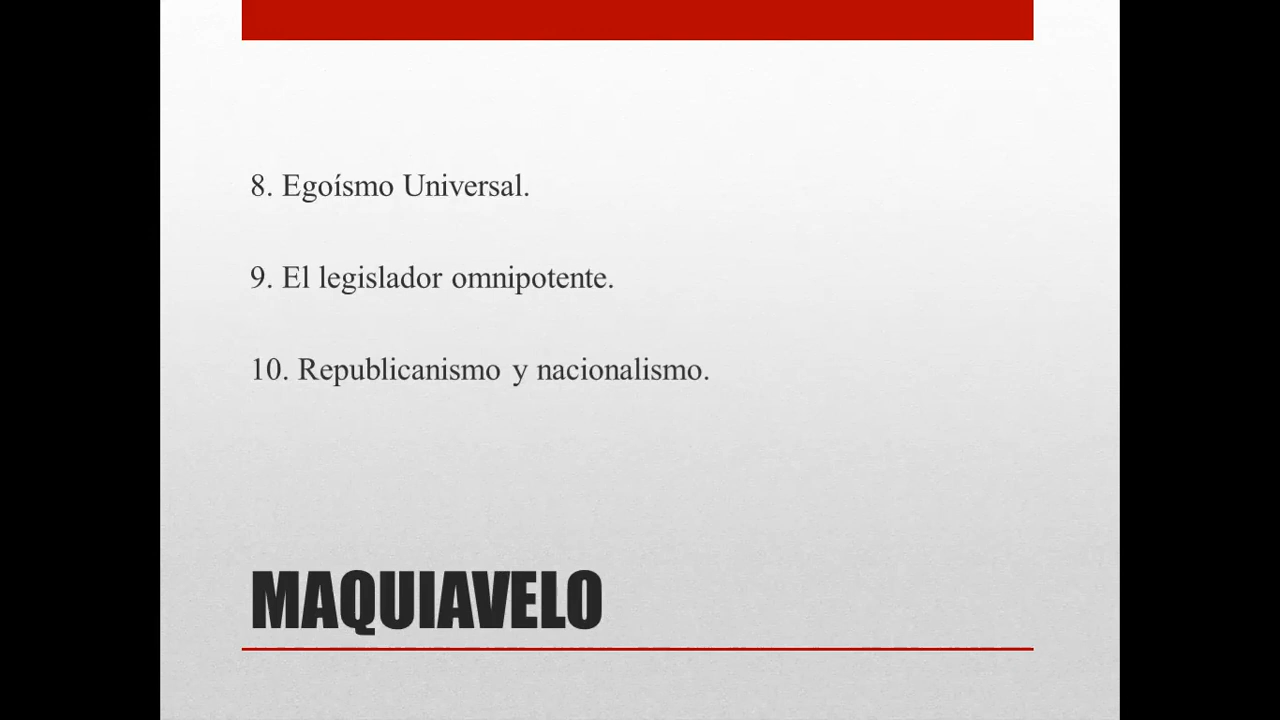 8. Egoísmo Universal.
9. El legislador omnipotente.
10. Republicanismo y nacionalismo.
MAQUIAVELO